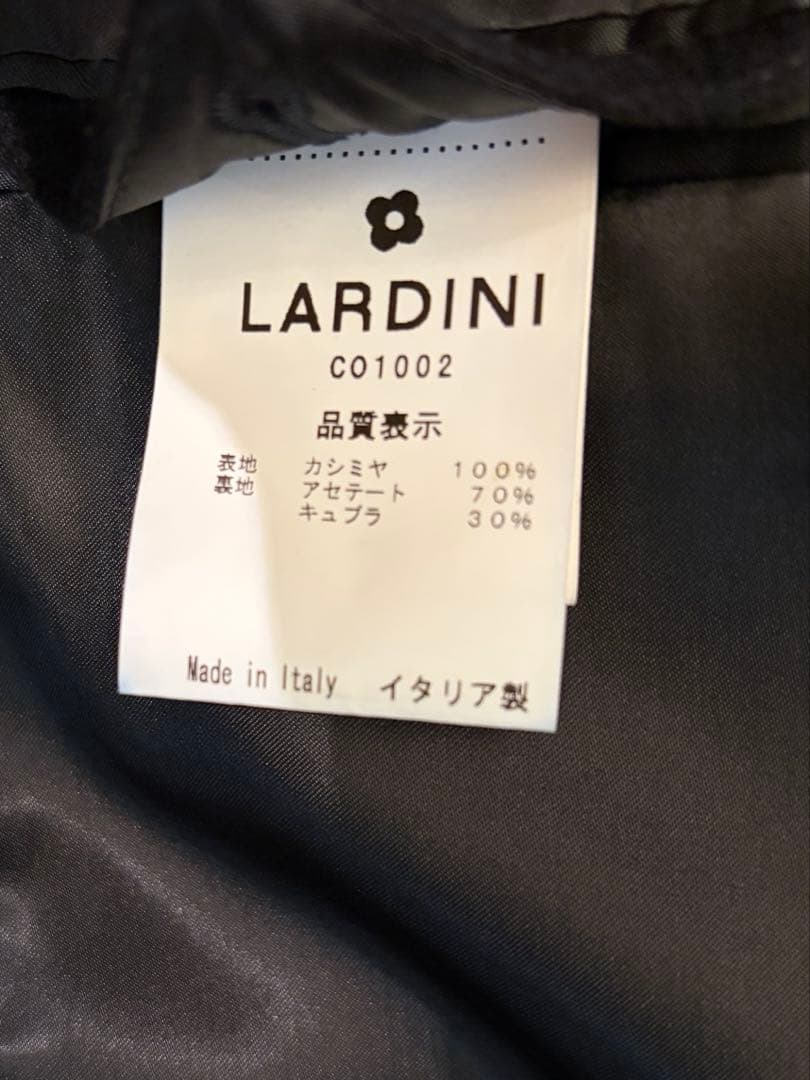 LARDINI
CO1002
品質表示
表地 カシミヤ 100%
裏地 アセテート 70%
キュプラ 30%
Made in Italy イタリア製